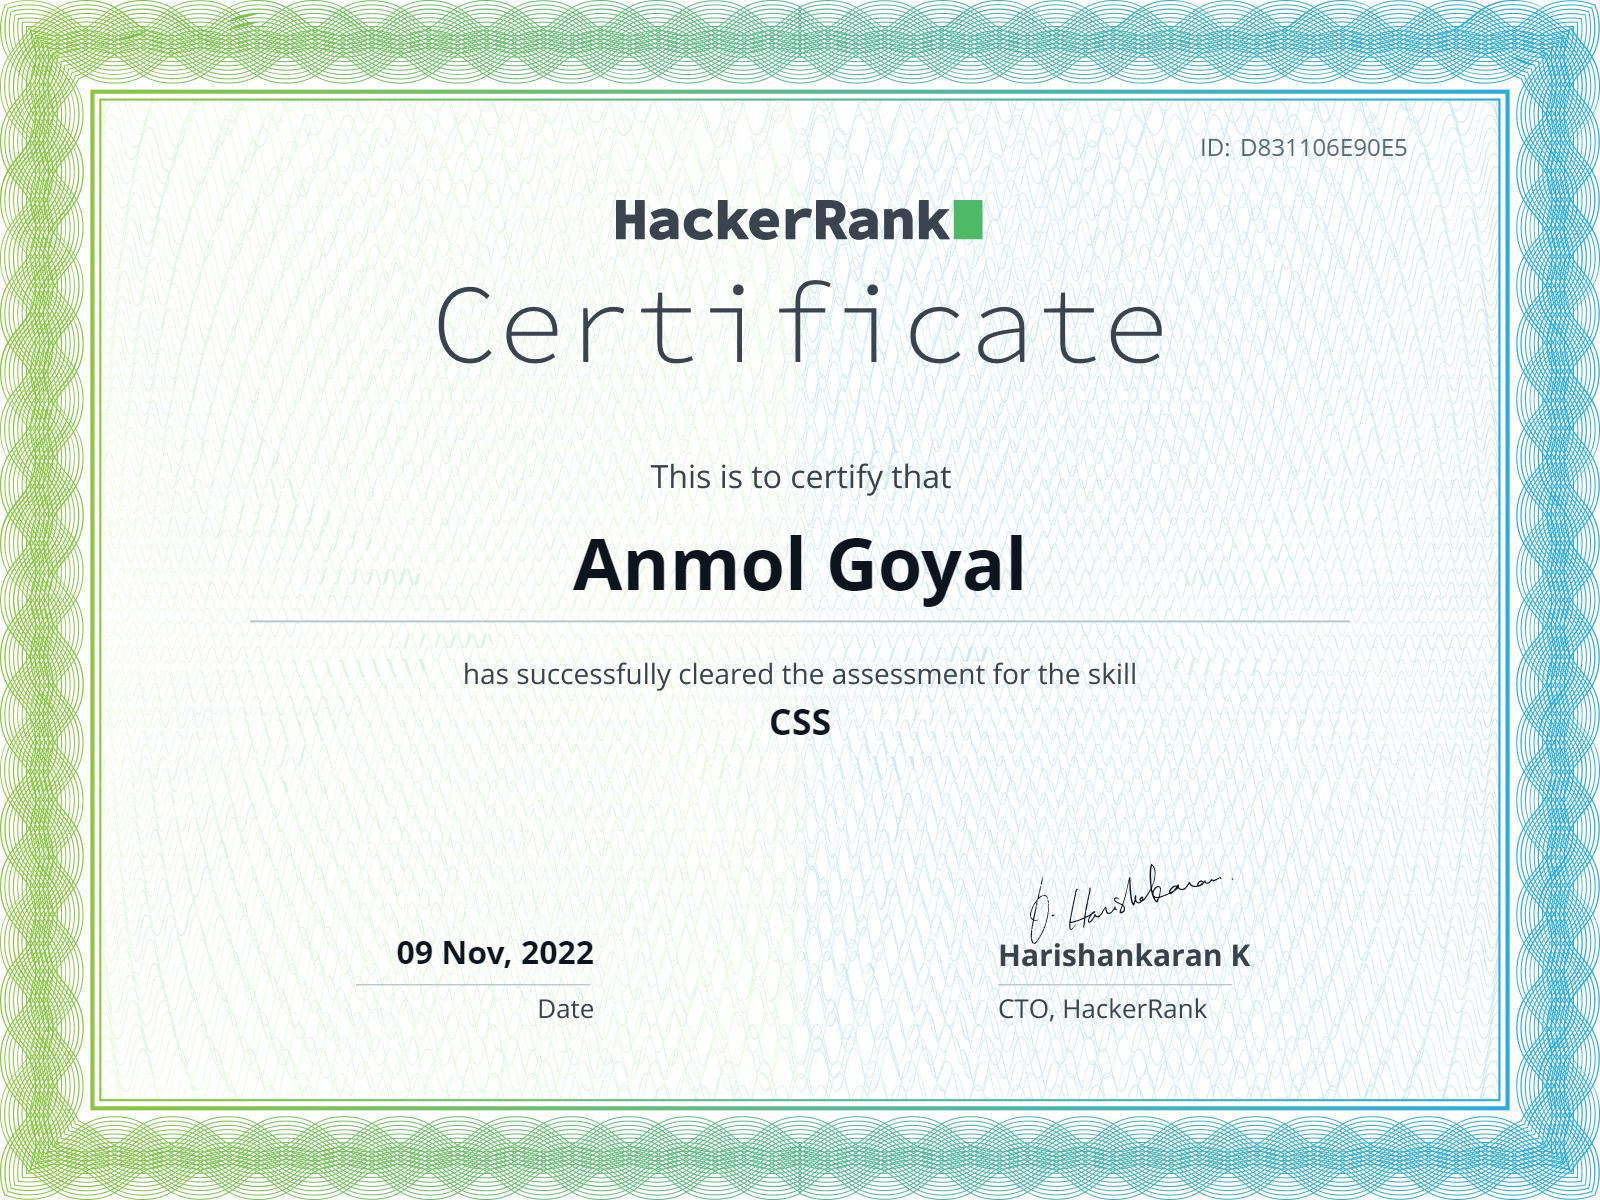 ID: D831106E90E5
HackerRank
Certificate
This is to certify that
Anmol Goyal
has successfully cleared the assessment for the skill
CSS
J. Harishankaran
09 Nov, 2022
Harishankaran K
Date
CTO, HackerRank